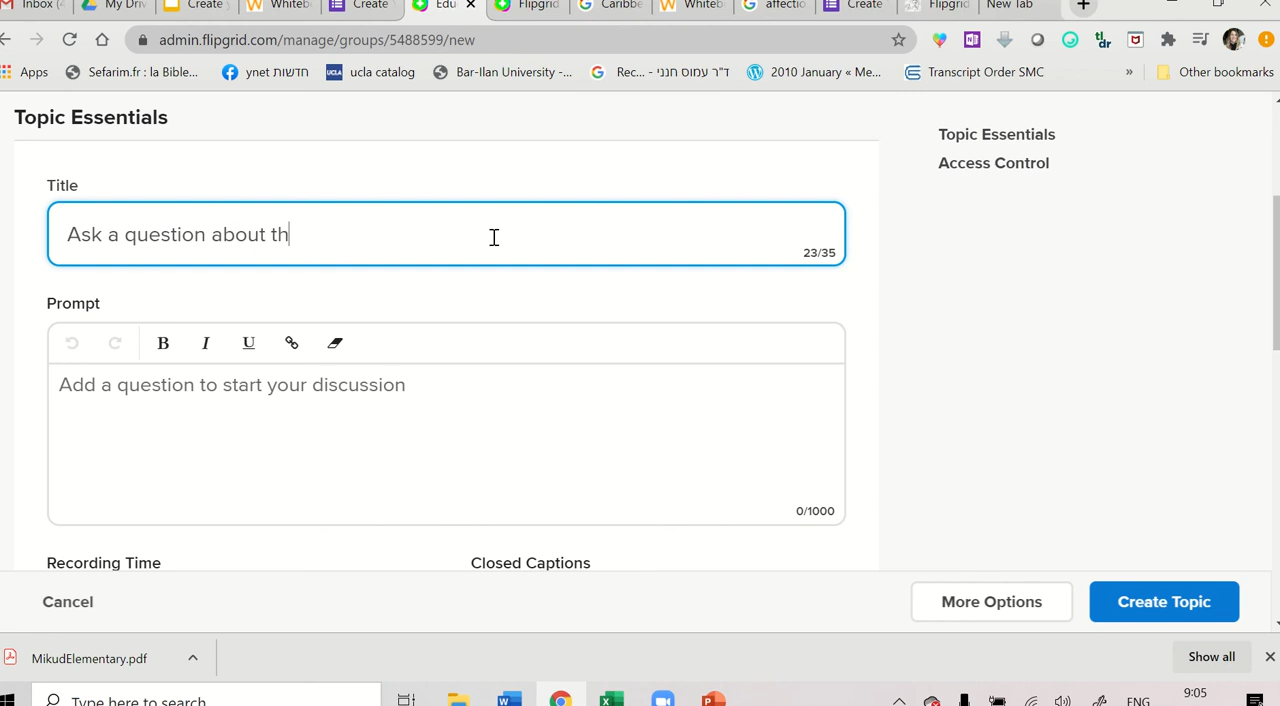 Inbox (4
My Driv
Create y
Whiteb
Create
Edu
Flipgrid
Caribbe
Whiteb
affectio
Create
Flipgrid
New Tab
admin.flipgrid.com/manage/groups/5488599/new
Apps
Sefarim.fr : la Bible...
ynet חדשות
UCLA ucla catalog
Bar-Ilan University -...
Rec... - ד"ר עמוס חנני
2010 January « Me...
Transcript Order SMC
»
Other bookmarks
Topic Essentials
Topic Essentials
Access Control
Title
Ask a question about th
23/35
Prompt
B I U
Add a question to start your discussion
0/1000
Recording Time
Closed Captions
Cancel
More Options
Create Topic
MikudElementary.pdf
Show all
Type here to search
ENG
9:05